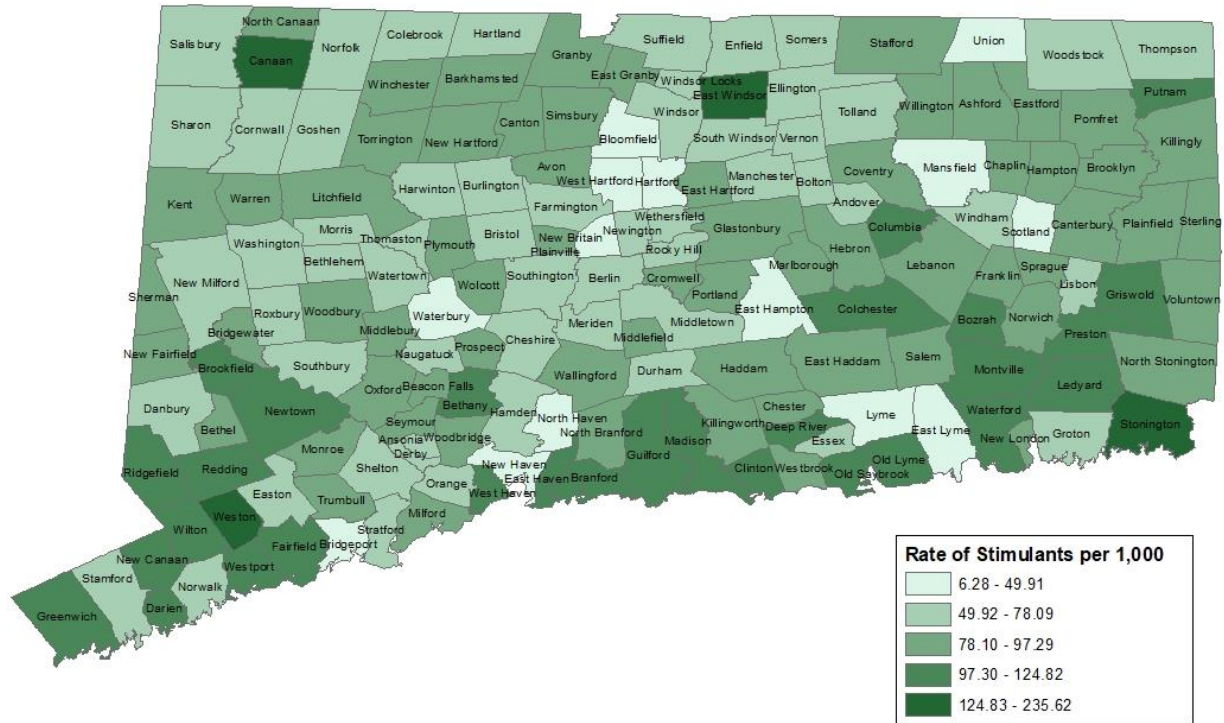 North Canaan
Salisbury
Canaan
Norfolk
Colebrook
Hartland
Granby
East Granby
Suffield
Enfield
Somers
Stafford
Union
Woodstock
Thompson
Winchester
Barkhamsted
Windsor Locks
East Windsor
Ellington
Windsor
Tolland
Willington
Ashford
Eastford
Putnam
Pomfret
Killingly
Sharon
Cornwall
Goshen
Torrington
New Hartford
Canton
Simsbury
Bloomfield
South Windsor
Vernon
Mansfield
Chaplin
Hampton
Brooklyn
Kent
Warren
Litchfield
Harwinton
Burlington
Avon
West Hartford
Hartford
East Hartford
Manchester
Bolton
Coventry
Andover
Farmington
Windham
Scotland
Canterbury
Plainfield
Sterling
Washington
Morris
Bethlehem
Thomaston
Plymouth
Bristol
New Britain
Plainville
Newington
Wethersfield
Rocky Hill
Glastonbury
Columbia
Hebron
Marlborough
Lebanon
Franklin
Sprague
Lisbon
Griswold
Voluntown
Sherman
New Milford
Roxbury
Woodbury
Watertown
Wolcott
Southington
Berlin
Cromwell
Portland
East Hampton
Colchester
Bozrah
Norwich
Preston
Bridgewater
Waterbury
Middlebury
Naugatuck
Prospect
Cheshire
Meriden
Middlefield
Middletown
New Fairfield
Brookfield
Southbury
Oxford
Beacon Falls
Bethany
Wallingford
Durham
Haddam
East Haddam
Salem
Montville
Ledyard
North Stonington
Danbury
Bethel
Newtown
Monroe
Seymour
Ansonia
Derby
Woodbridge
Hamden
North Haven
North Branford
Guilford
Madison
Killingworth
Chester
Deep River
Essex
Lyme
East Lyme
Waterford
New London
Groton
Stonington
Ridgefield
Redding
Easton
Trumbull
Shelton
Orange
New Haven
East Haven
West Haven
Branford
Clinton
Westbrook
Old Saybrook
Old Lyme
Weston
Wilton
Fairfield
Bridgeport
Stratford
Milford
New Canaan
Westport
Stamford
Norwalk
Darien
Greenwich
Rate of Stimulants per 1,000
6.28 - 49.91
49.92 - 78.09
78.10 - 97.29
97.30 - 124.82
124.83 - 235.62